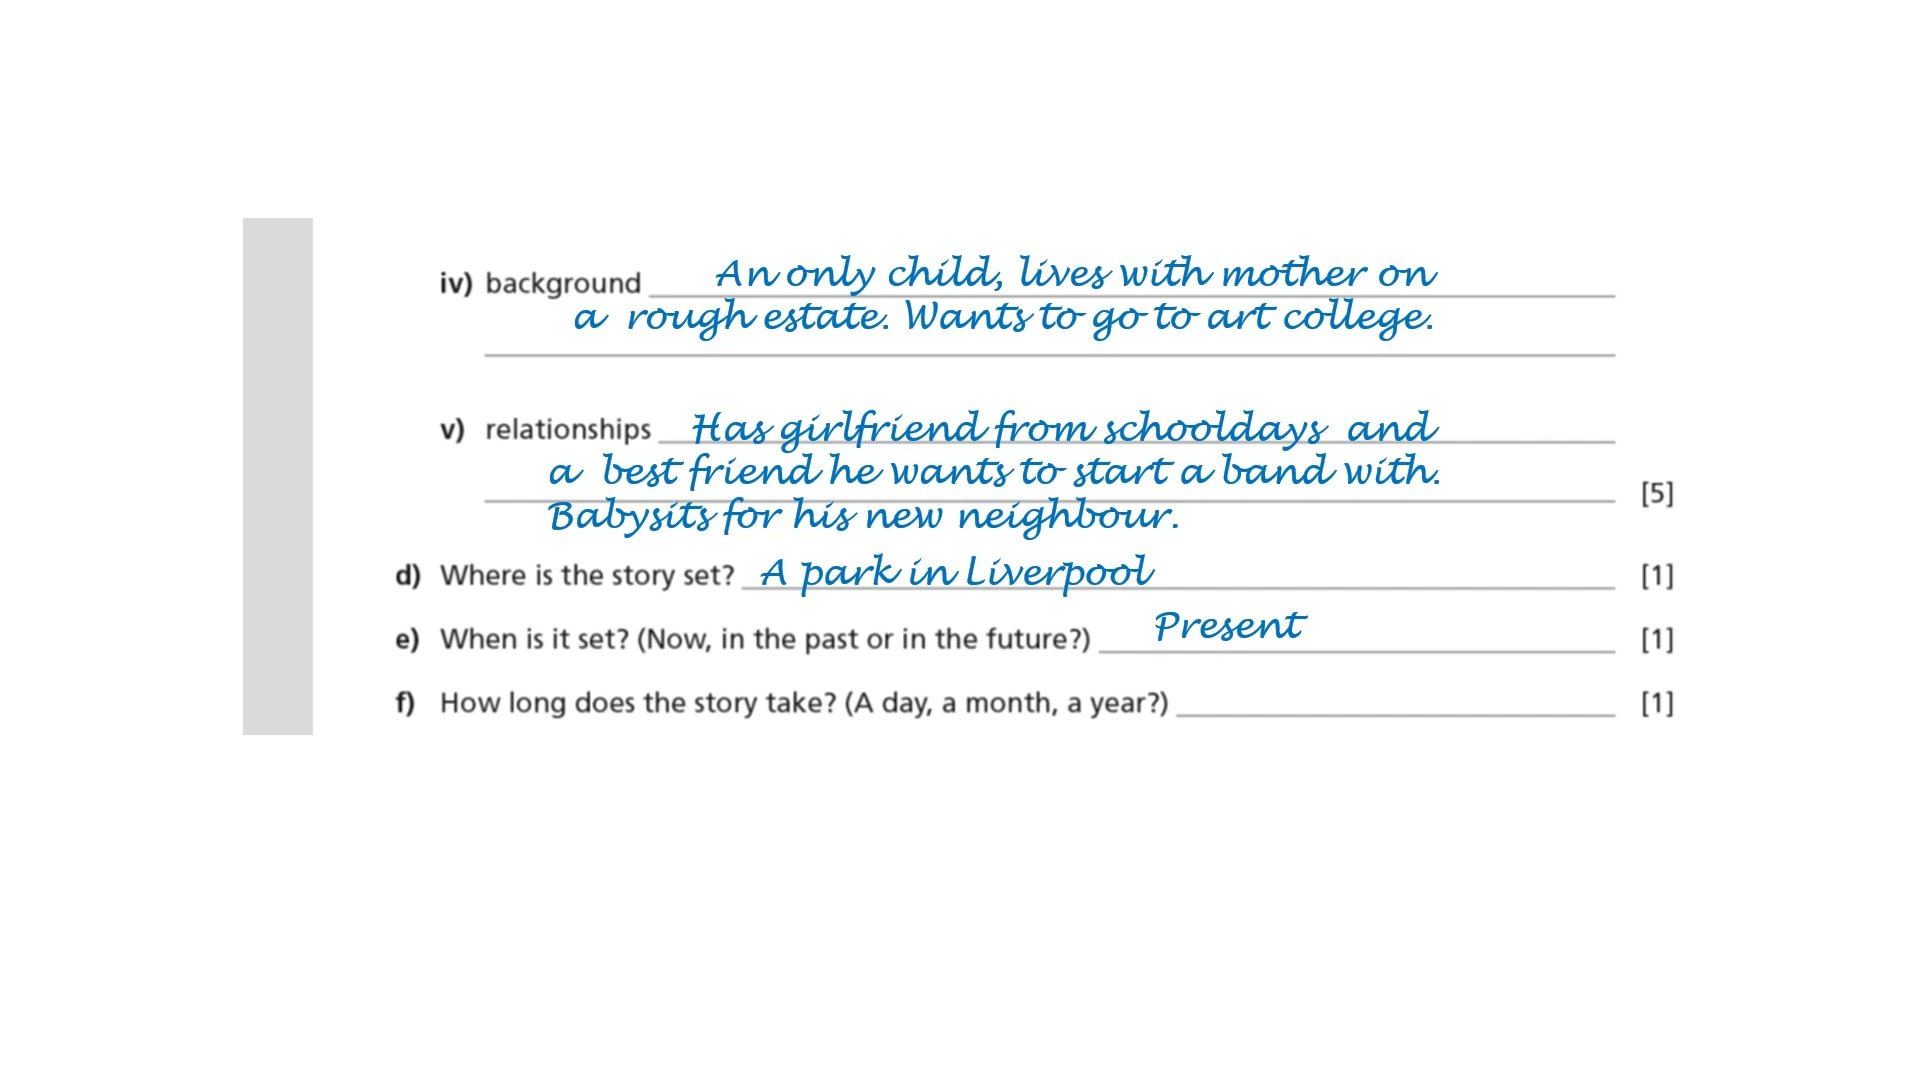 iv) background An only child, lives with mother on
a rough estate. Wants to go to art college.
v) relationships Has girlfriend from schooldays and
a best friend he wants to start a band with.
[5]
Babysits for his new neighbour.
d) Where is the story set? A park in Liverpool [1]
e) When is it set? (Now, in the past or in the future?) Present [1]
f) How long does the story take? (A day, a month, a year?) [1]